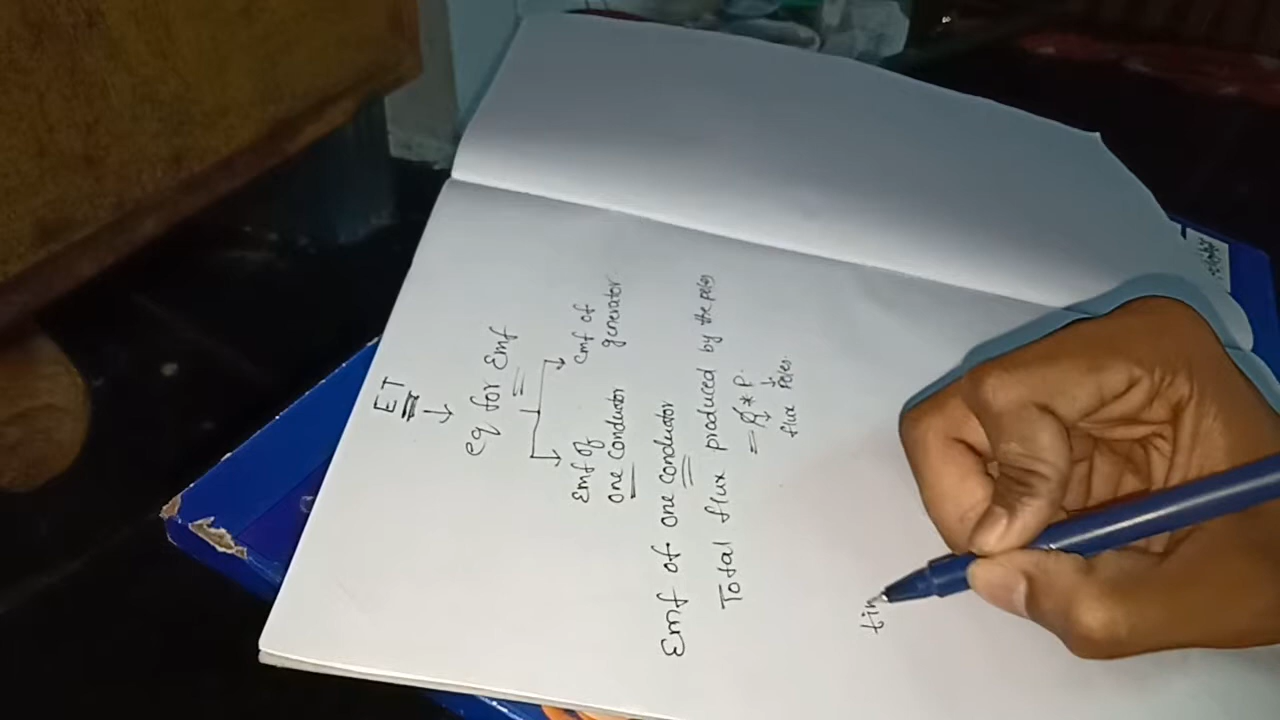 ET
↓
eq for Emf
Emf of one conductor
Emf of generator
Emf of one conductor
Total flux produced by the poles
= ϕ * P
flux Poles.
tim